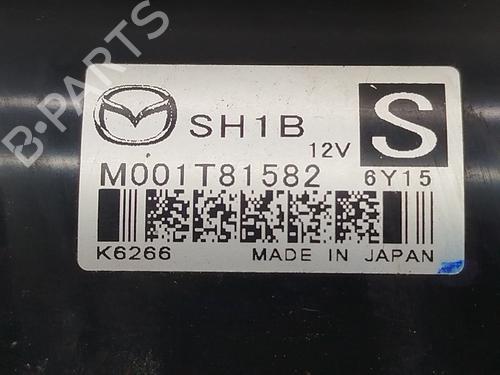 B-PARTS
SH1B
12V
S
M001T81582
6Y15
K6266
MADE IN JAPAN